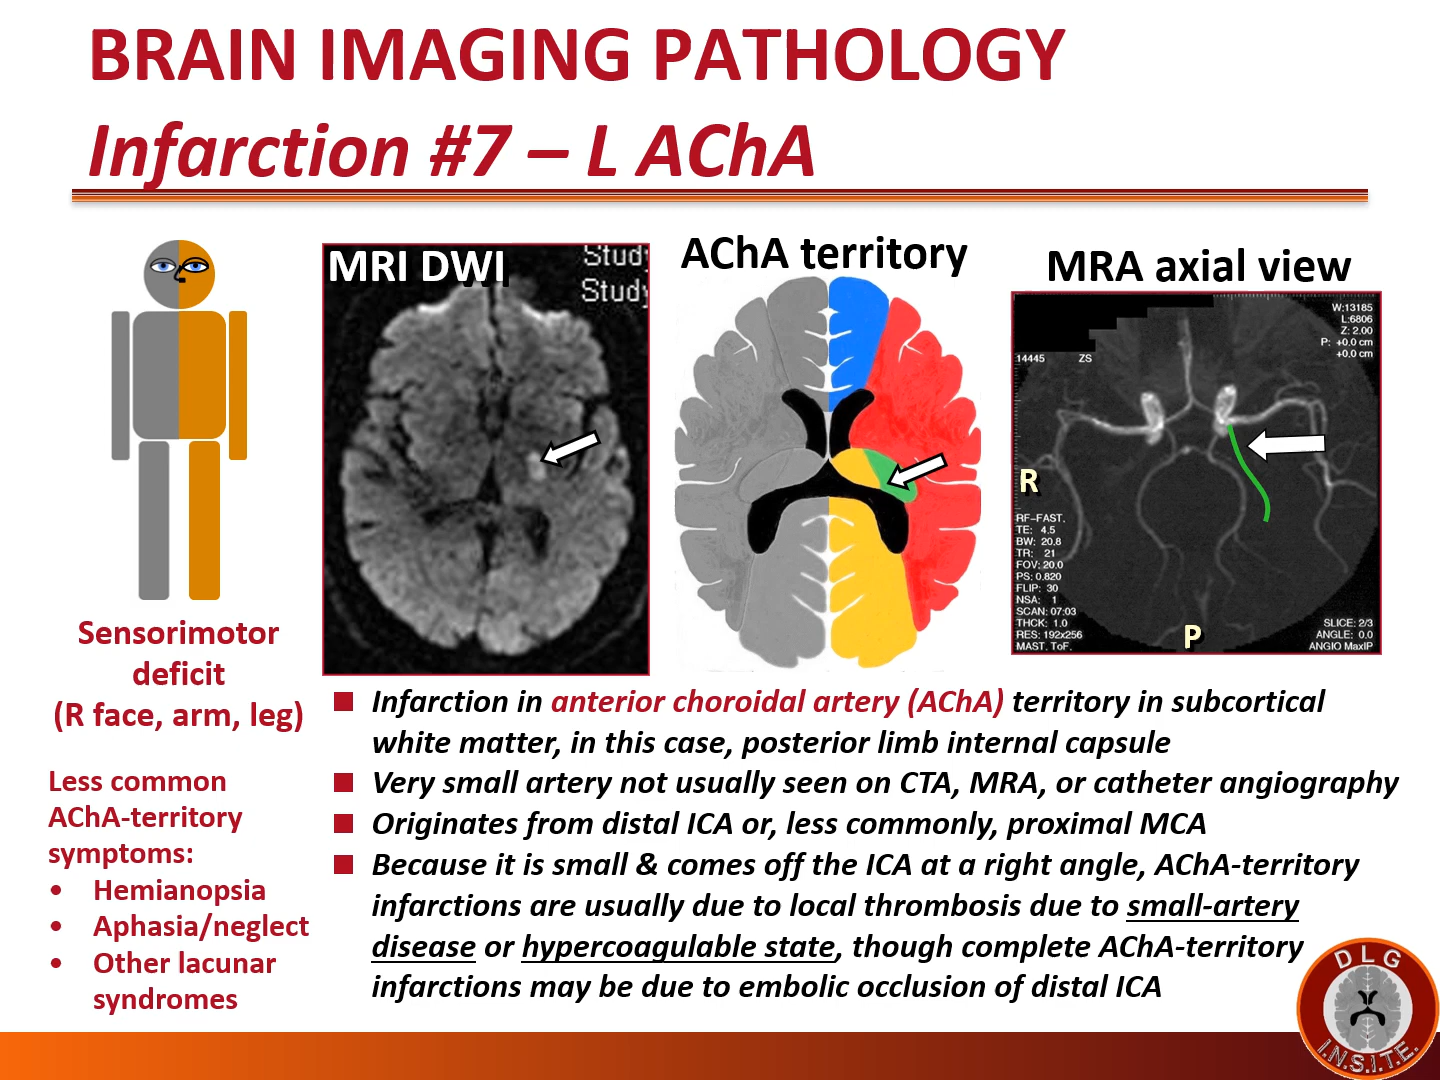 BRAIN IMAGING PATHOLOGY
Infarction #7 – L AChA
MRI DWI
Study
Study
AChA territory
MRA axial view
W:13185
L:6806
Z: 2.00
P: +0.0 cm
+0.0 cm
14445 ZS
R
RF-FAST,
TE: 4.5
BW: 20.8
TR: 21
FOV: 20.0
PS: 0.820
FLIP: 30
NSA: 1
SCAN: 07:03
THCK: 1.0
RES: 192x256
MAST. ToF.
P
SLICE: 2/3
ANGLE: 0.0
ANGIO MaxIP
Sensorimotor
deficit
(R face, arm, leg)
Less common
AChA-territory
symptoms:
• Hemianopsia
• Aphasia/neglect
• Other lacunar
syndromes
Infarction in anterior choroidal artery (AChA) territory in subcortical
white matter, in this case, posterior limb internal capsule
Very small artery not usually seen on CTA, MRA, or catheter angiography
Originates from distal ICA or, less commonly, proximal MCA
Because it is small & comes off the ICA at a right angle, AChA-territory
infarctions are usually due to local thrombosis due to small-artery
disease or hypercoagulable state, though complete AChA-territory
infarctions may be due to embolic occlusion of distal ICA
DLG
I.N.S.I.T.E.